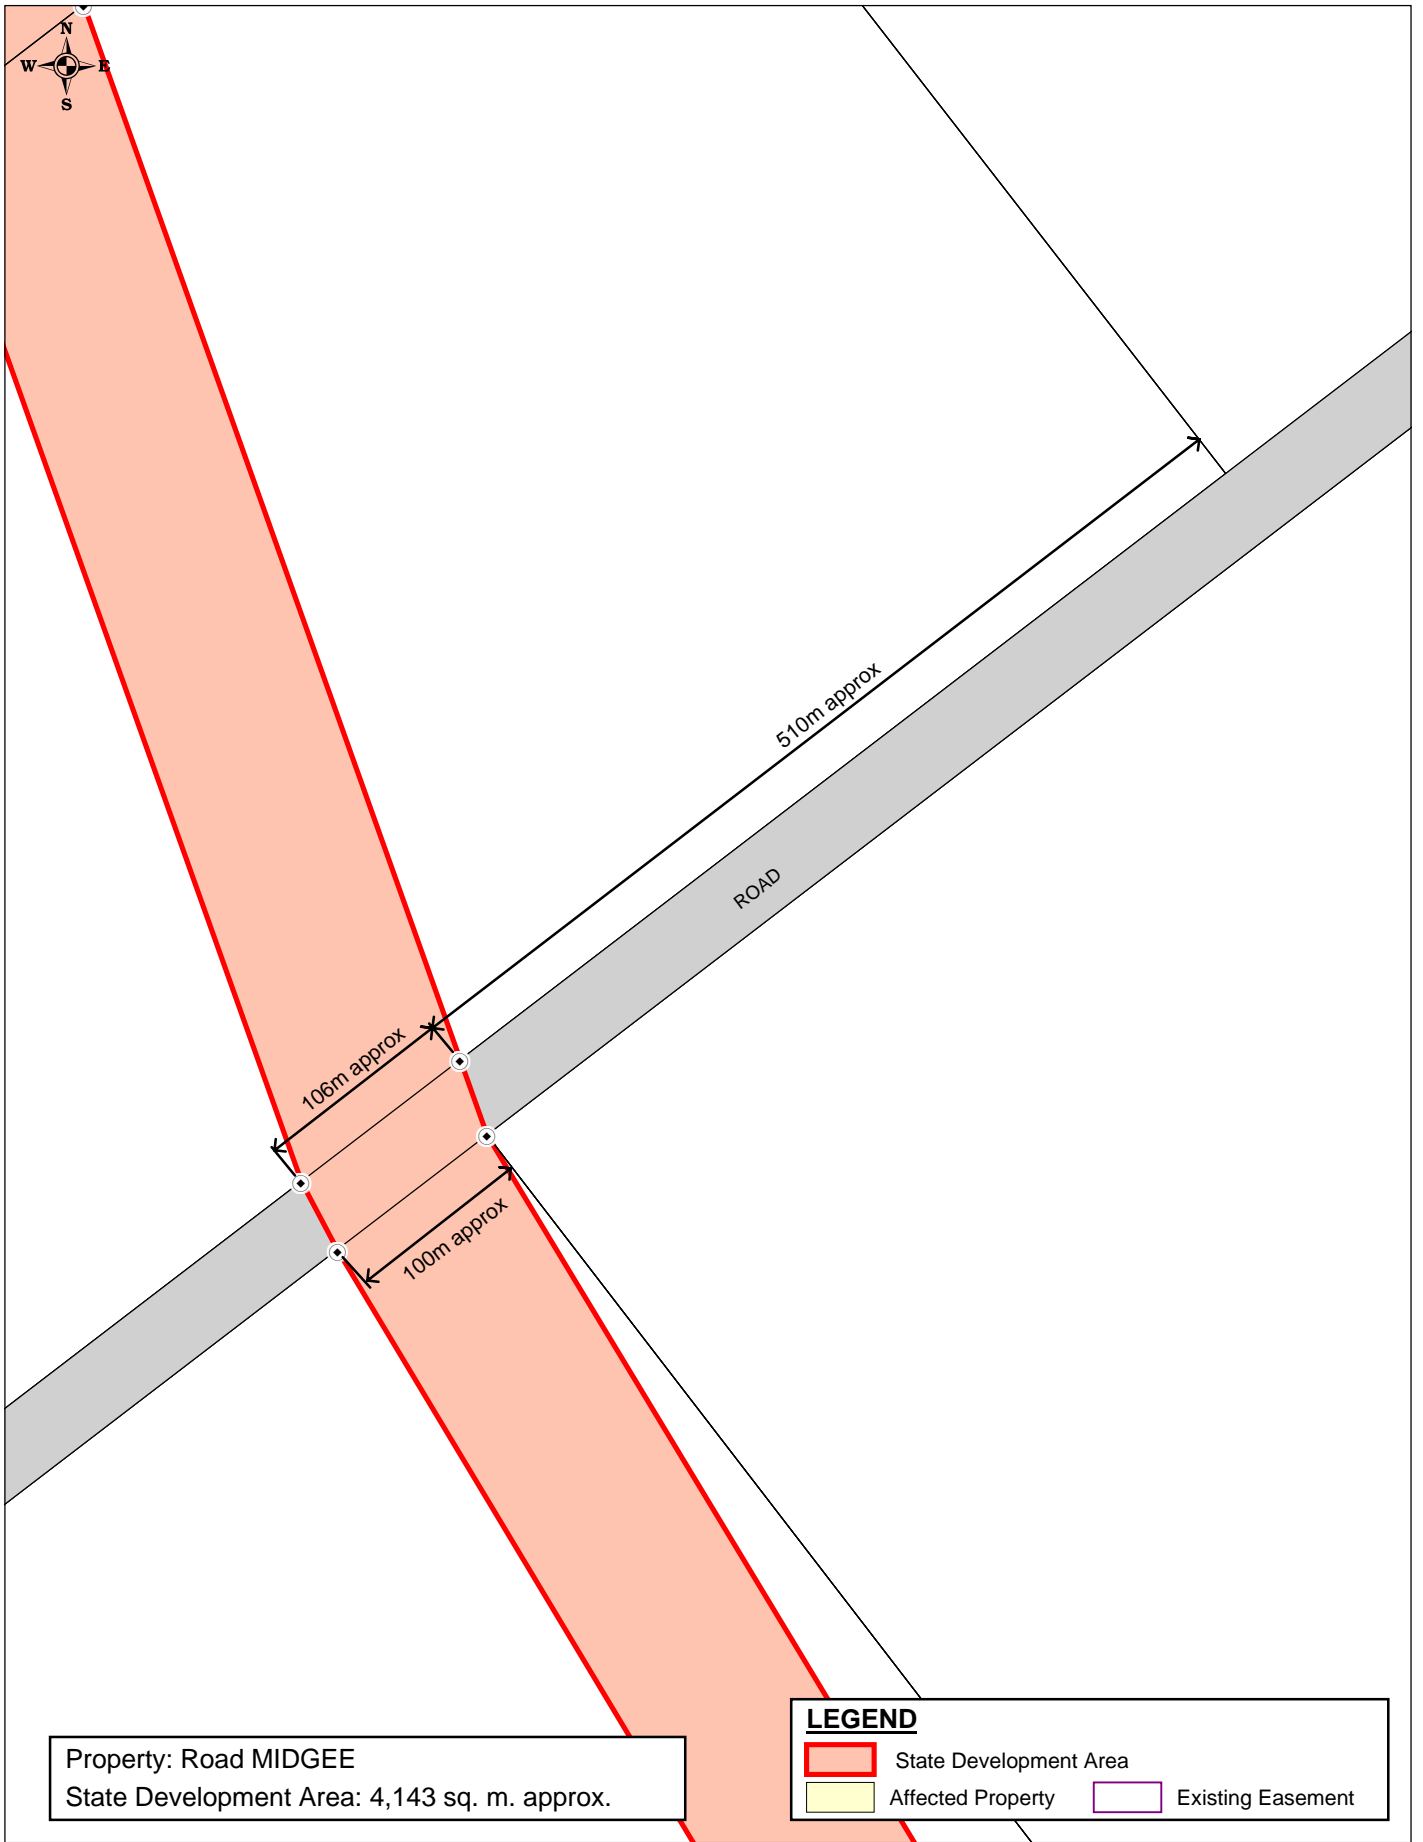 N
W E
S
510m approx
ROAD
106m approx
100m approx
Property: Road MIDGEE
State Development Area: 4,143 sq. m. approx.
LEGEND
State Development Area
Affected Property
Existing Easement